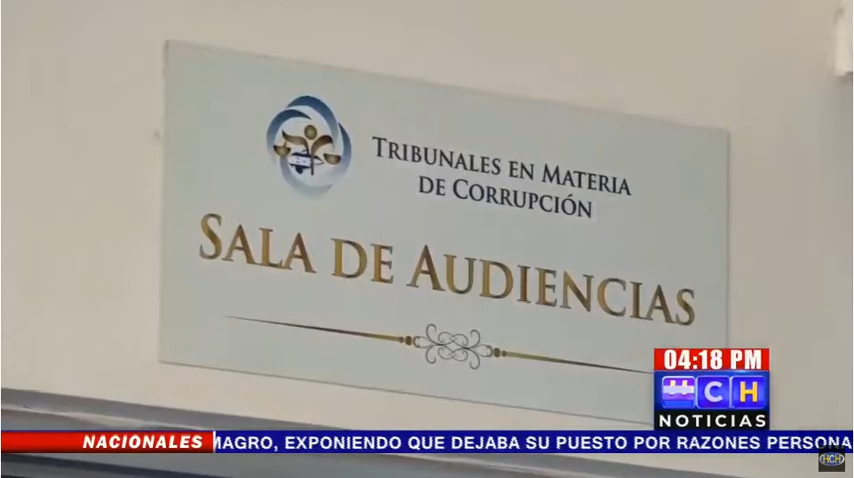 TRIBUNALES EN MATERIA
DE CORRUPCIÓN
SALA DE AUDIENCIAS
04:18 PM
HCH
NOTICIAS
NACIONALES
MAGRO, EXPONIENDO QUE DEJABA SU PUESTO POR RAZONES PERSONA
HCH